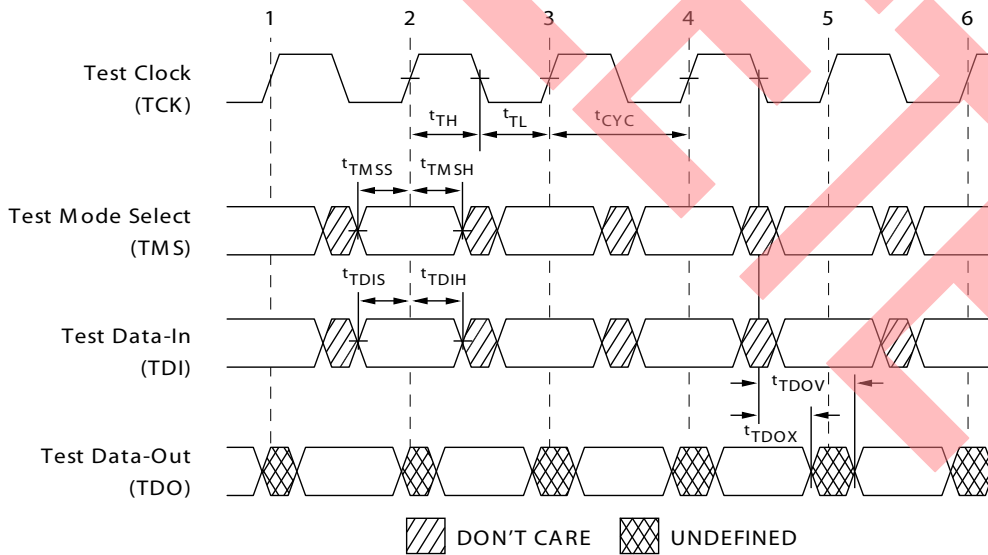 1 2 3 4 5 6
Test Clock
(TCK)
tTH tTL tCYC
tTMSS tTMSH
Test Mode Select
(TMS)
tTDIS tTDIH
Test Data-In
(TDI)
tTDOV
tTDOX
Test Data-Out
(TDO)
DON'T CARE UNDEFINED